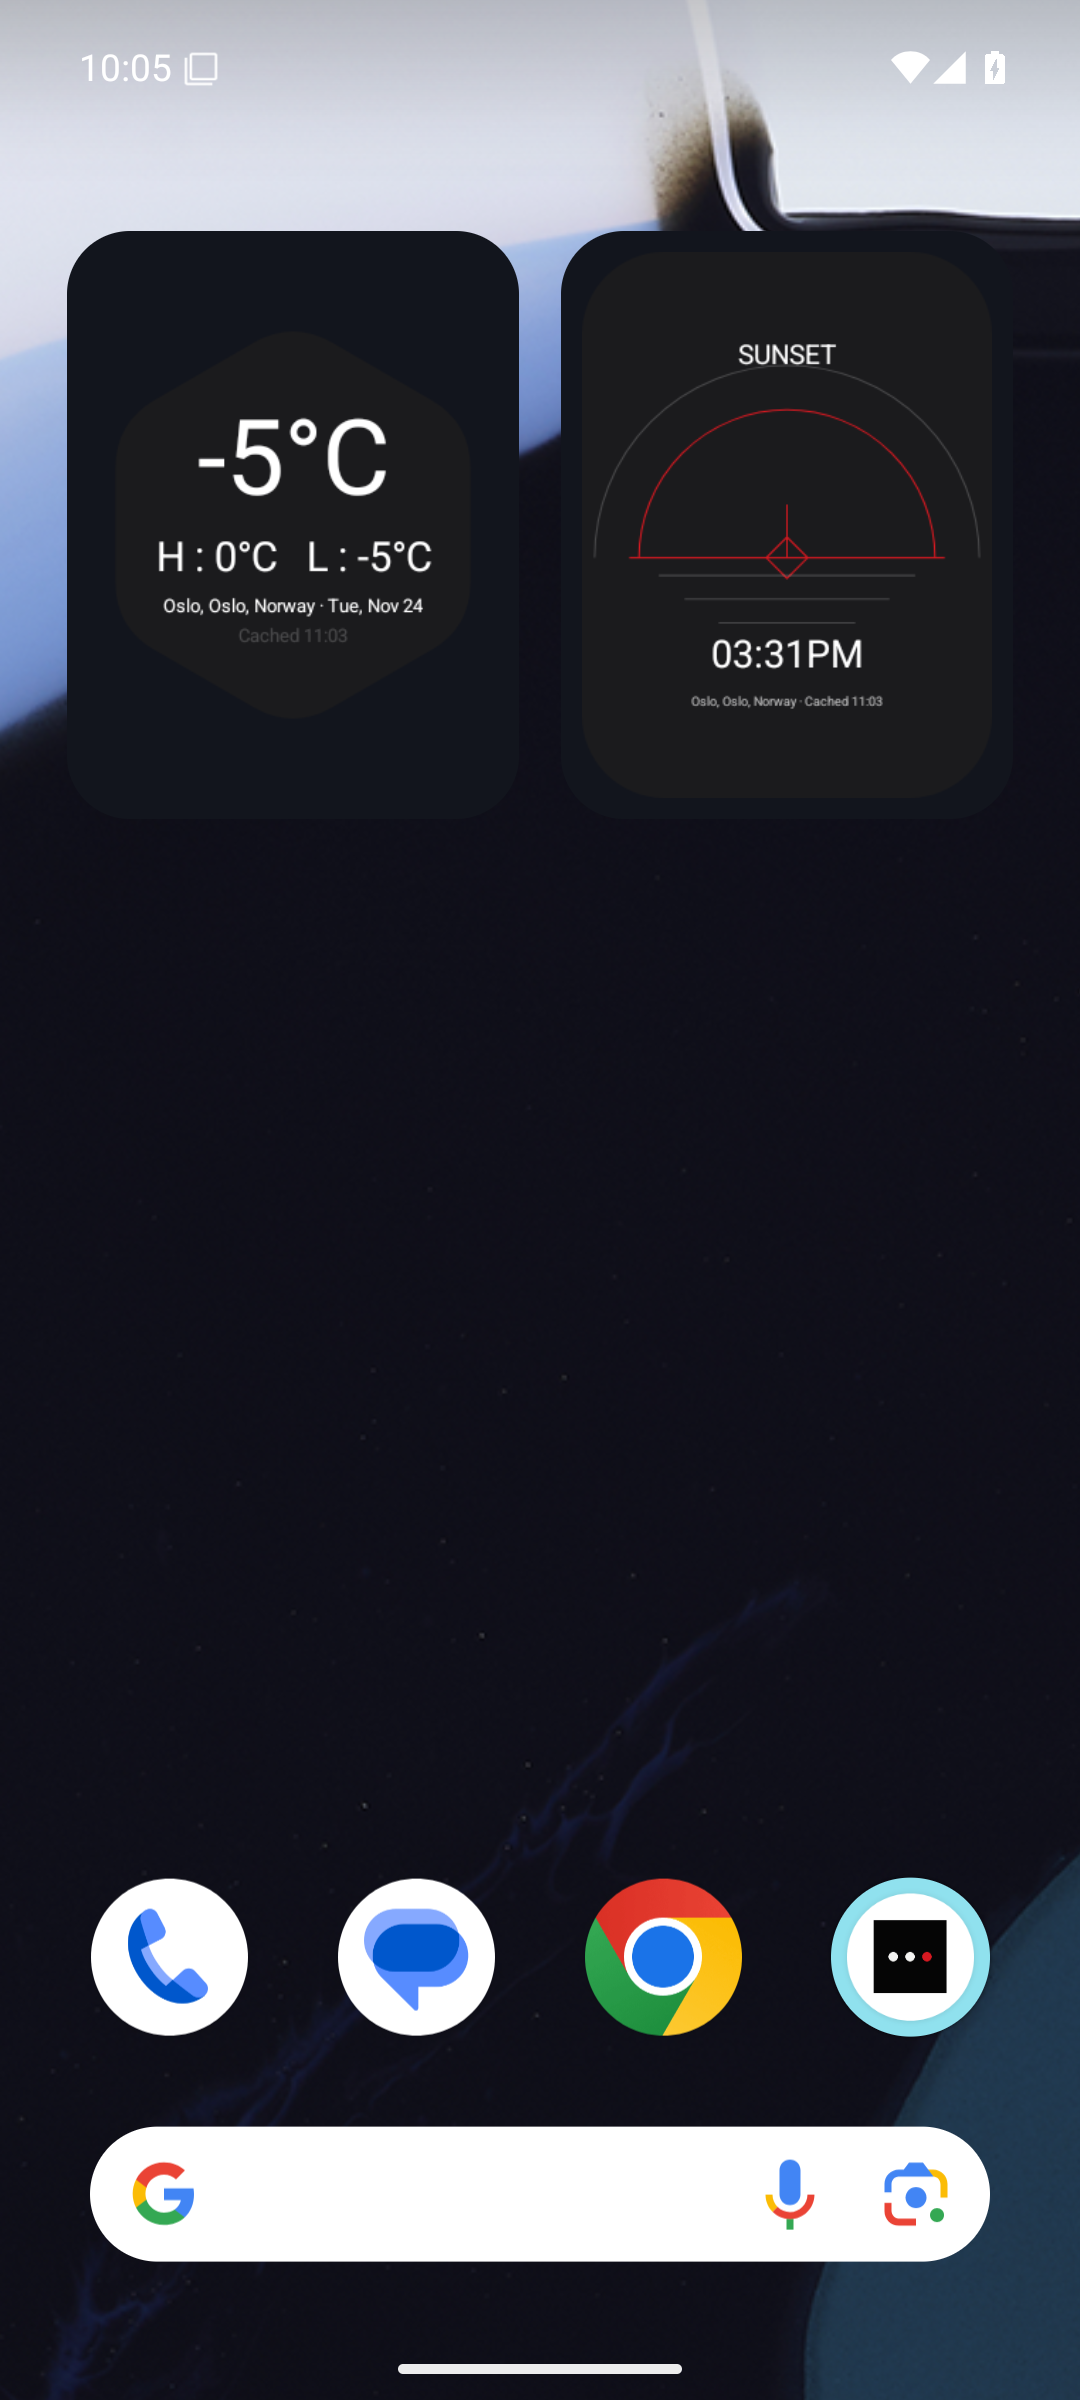 10:05
-5°C
H : 0°C L : -5°C
Oslo, Oslo, Norway · Tue, Nov 24
Cached 11:03
SUNSET
03:31PM
Oslo, Oslo, Norway · Cached 11:03